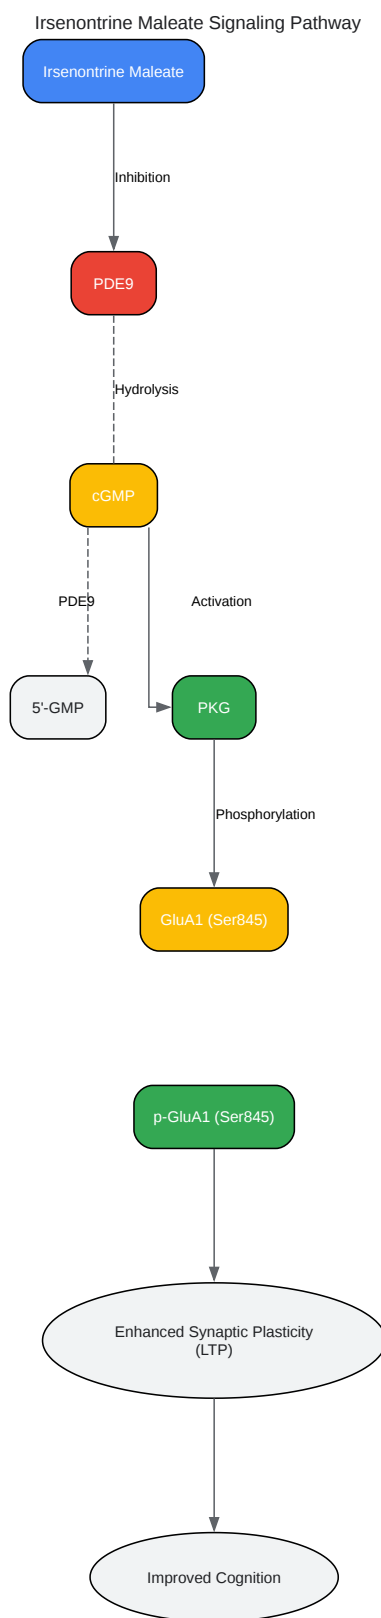 Irsenontrine Maleate Signaling Pathway
Irsenontrine Maleate
Inhibition
PDE9
Hydrolysis
cGMP
PDE9
Activation
5'-GMP
PKG
Phosphorylation
GluA1 (Ser845)
p-GluA1 (Ser845)
Enhanced Synaptic Plasticity
(LTP)
Improved Cognition